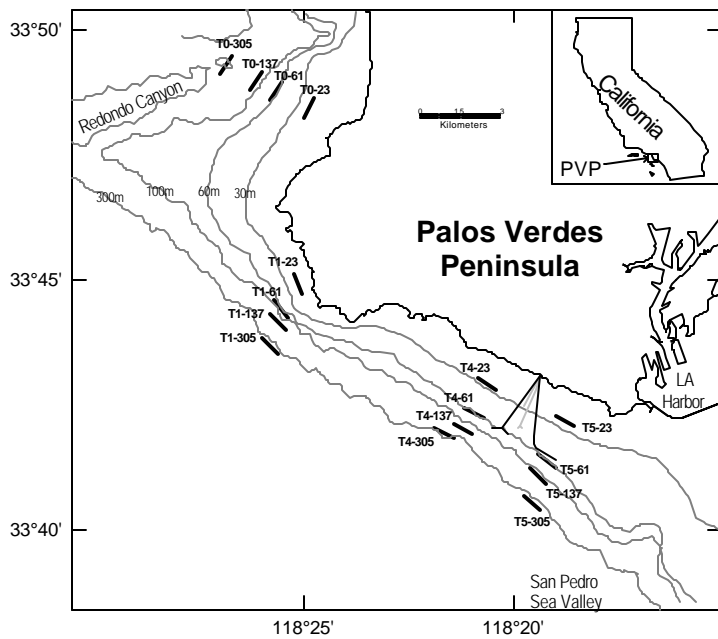 33°50'
33°45'
33°40'
118°25'
118°20'
T0-305
T0-137
T0-61
T0-23
Redondo Canyon
0 1.5 3
Kilometers
California
PVP
300m
100m
60m
30m
Palos Verdes
Peninsula
T1-23
T1-61
T1-137
T1-305
T4-23
T4-61
T4-137
T4-305
T5-23
T5-61
T5-137
T5-305
LA
Harbor
San Pedro
Sea Valley